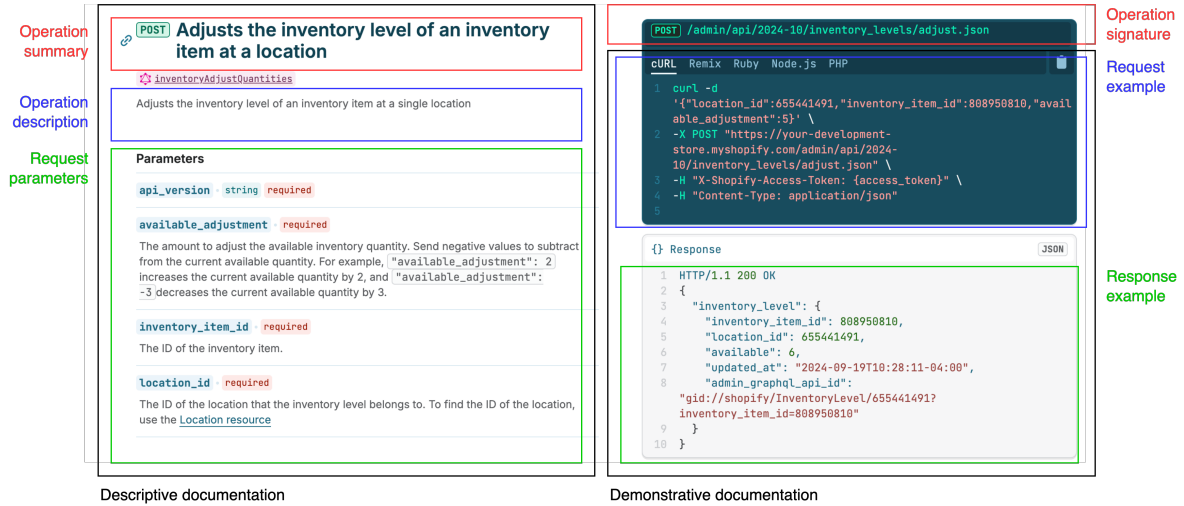 Operation
summary
POST Adjusts the inventory level of an inventory
item at a location
inventoryAdjustQuantities
Operation
description
Adjusts the inventory level of an inventory item at a single location
Request
parameters
Parameters
api_version · string required
available_adjustment · required
The amount to adjust the available inventory quantity. Send negative values to subtract
from the current available quantity. For example, "available_adjustment": 2
increases the current available quantity by 2, and "available_adjustment":
-3 decreases the current available quantity by 3.
inventory_item_id · required
The ID of the inventory item.
location_id · required
The ID of the location that the inventory level belongs to. To find the ID of the location,
use the Location resource
Descriptive documentation
Operation
signature
POST /admin/api/2024-10/inventory_levels/adjust.json
Request
example
cURL Remix Ruby Node.js PHP
1 curl -d
'{"location_id":655441491,"inventory_item_id":808950810,"avail
able_adjustment":5}' \
2 -X POST "https://your-development-
store.myshopify.com/admin/api/2024-
10/inventory_levels/adjust.json" \
3 -H "X-Shopify-Access-Token: {access_token}" \
4 -H "Content-Type: application/json"
5
{} Response JSON
Response
example
1 HTTP/1.1 200 OK
2 {
3 "inventory_level": {
4 "inventory_item_id": 808950810,
5 "location_id": 655441491,
6 "available": 6,
7 "updated_at": "2024-09-19T10:28:11-04:00",
8 "admin_graphql_api_id":
"gid://shopify/InventoryLevel/655441491?
inventory_item_id=808950810"
9 }
10 }
Demonstrative documentation